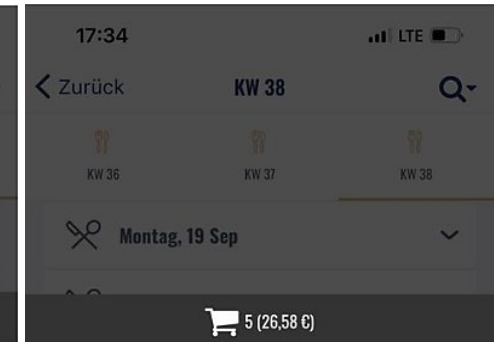 17:34 LTE
Zurück KW 38
KW 36 KW 37 KW 38
Montag, 19 Sep
5 (26,58 €)